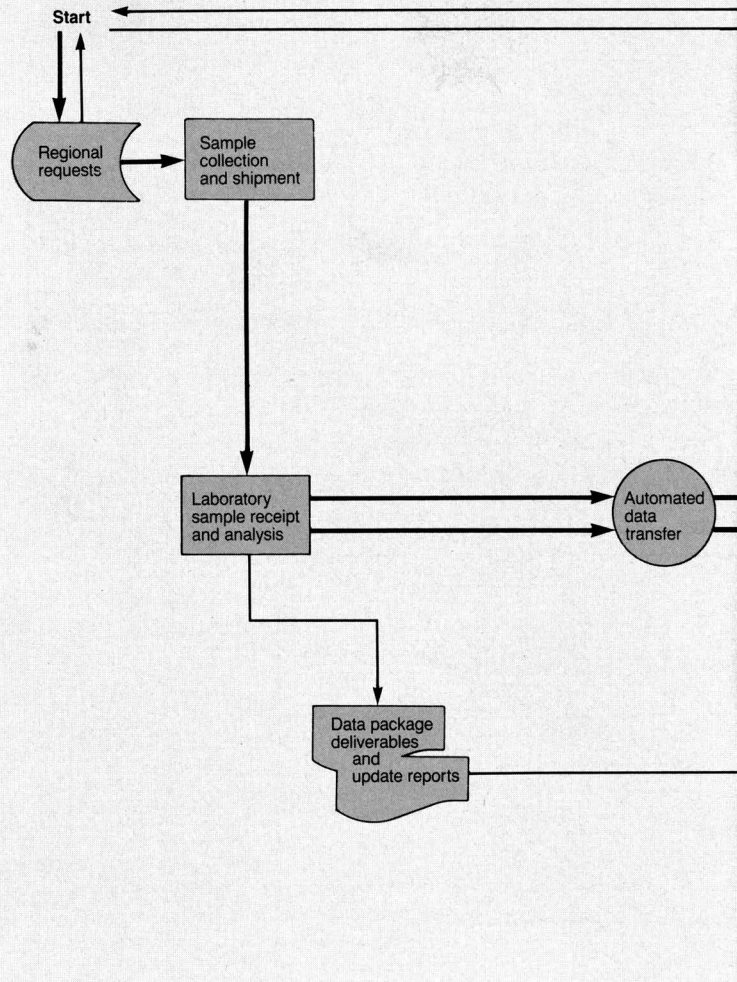 Start
Regional
requests
Sample
collection
and shipment
Laboratory
sample receipt
and analysis
Automated
data
transfer
Data package
deliverables
and
update reports